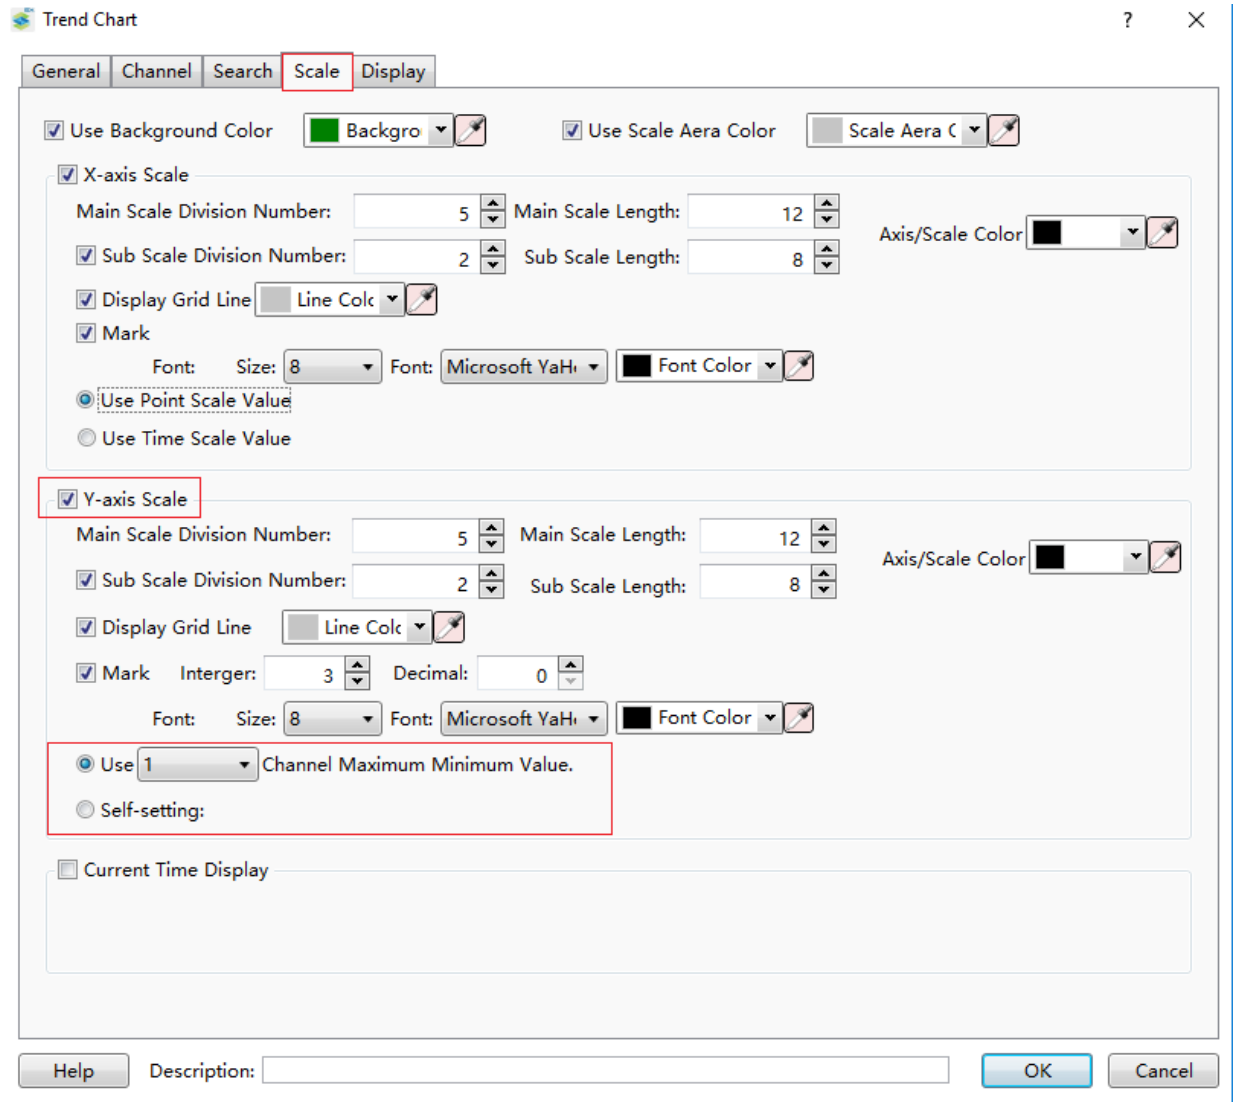 Trend Chart ?
General Channel Search Scale Display
Use Background Color Backgro Use Scale Aera Color Scale Aera C
X-axis Scale
Main Scale Division Number: 5 Main Scale Length: 12
Axis/Scale Color
Sub Scale Division Number: 2 Sub Scale Length: 8
Display Grid Line Line Colc
Mark
Font: Size: 8 Font: Microsoft YaHe Font Color
Use Point Scale Value
Use Time Scale Value
Y-axis Scale
Main Scale Division Number: 5 Main Scale Length: 12
Axis/Scale Color
Sub Scale Division Number: 2 Sub Scale Length: 8
Display Grid Line Line Colc
Mark Interger: 3 Decimal: 0
Font: Size: 8 Font: Microsoft YaHe Font Color
Use 1 Channel Maximum Minimum Value.
Self-setting:
Current Time Display
Help Description: OK Cancel